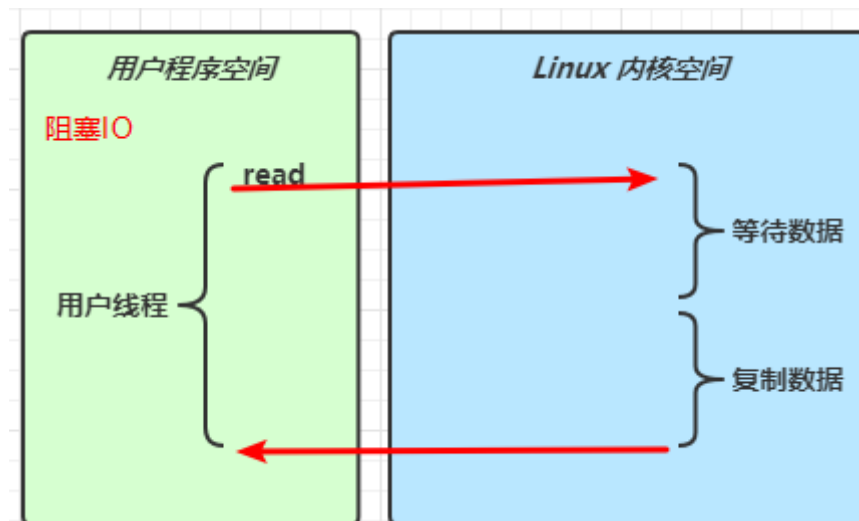 用户程序空间
Linux 内核空间
阻塞IO
read
等待数据
用户线程
复制数据